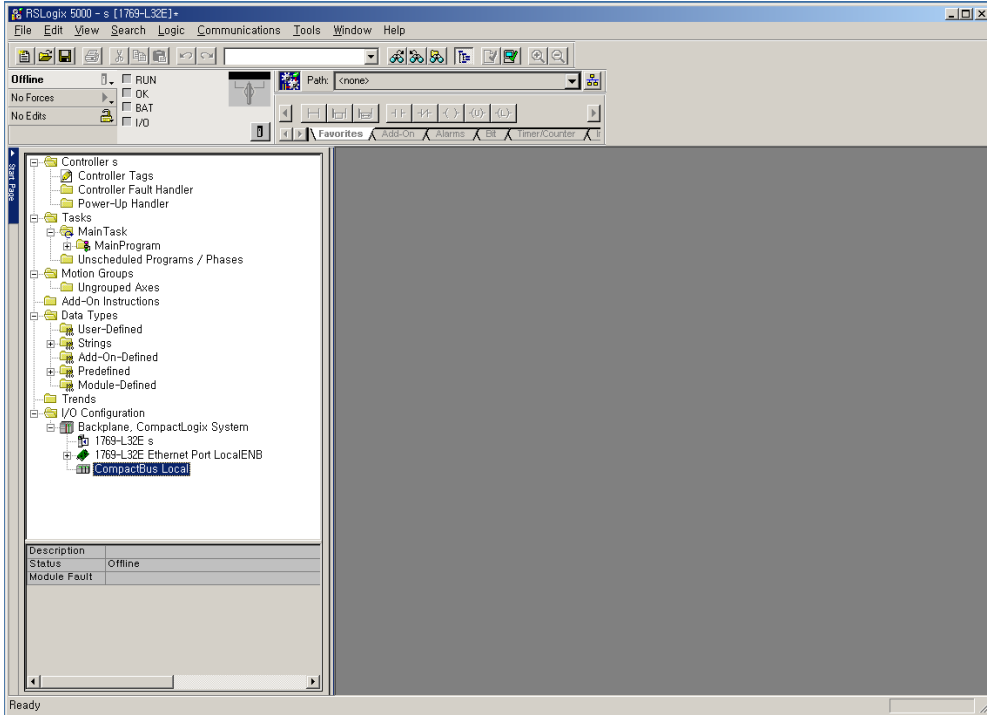 RSLogix 5000 - s [1769-L32E]*
File Edit View Search Logic Communications Tools Window Help
Offline RUN Path: <none>
No Forces OK
BAT
No Edits
I/O
Favorites Add-On Alarms Bit Timer/Counter
Start Page
Controller s
Controller Tags
Controller Fault Handler
Power-Up Handler
Tasks
MainTask
MainProgram
Unscheduled Programs / Phases
Motion Groups
Ungrouped Axes
Add-On Instructions
Data Types
User-Defined
Strings
Add-On-Defined
Predefined
Module-Defined
Trends
I/O Configuration
Backplane, CompactLogix System
1769-L32E s
1769-L32E Ethernet Port LocalENB
CompactBus Local
Description
Status Offline
Module Fault
Ready